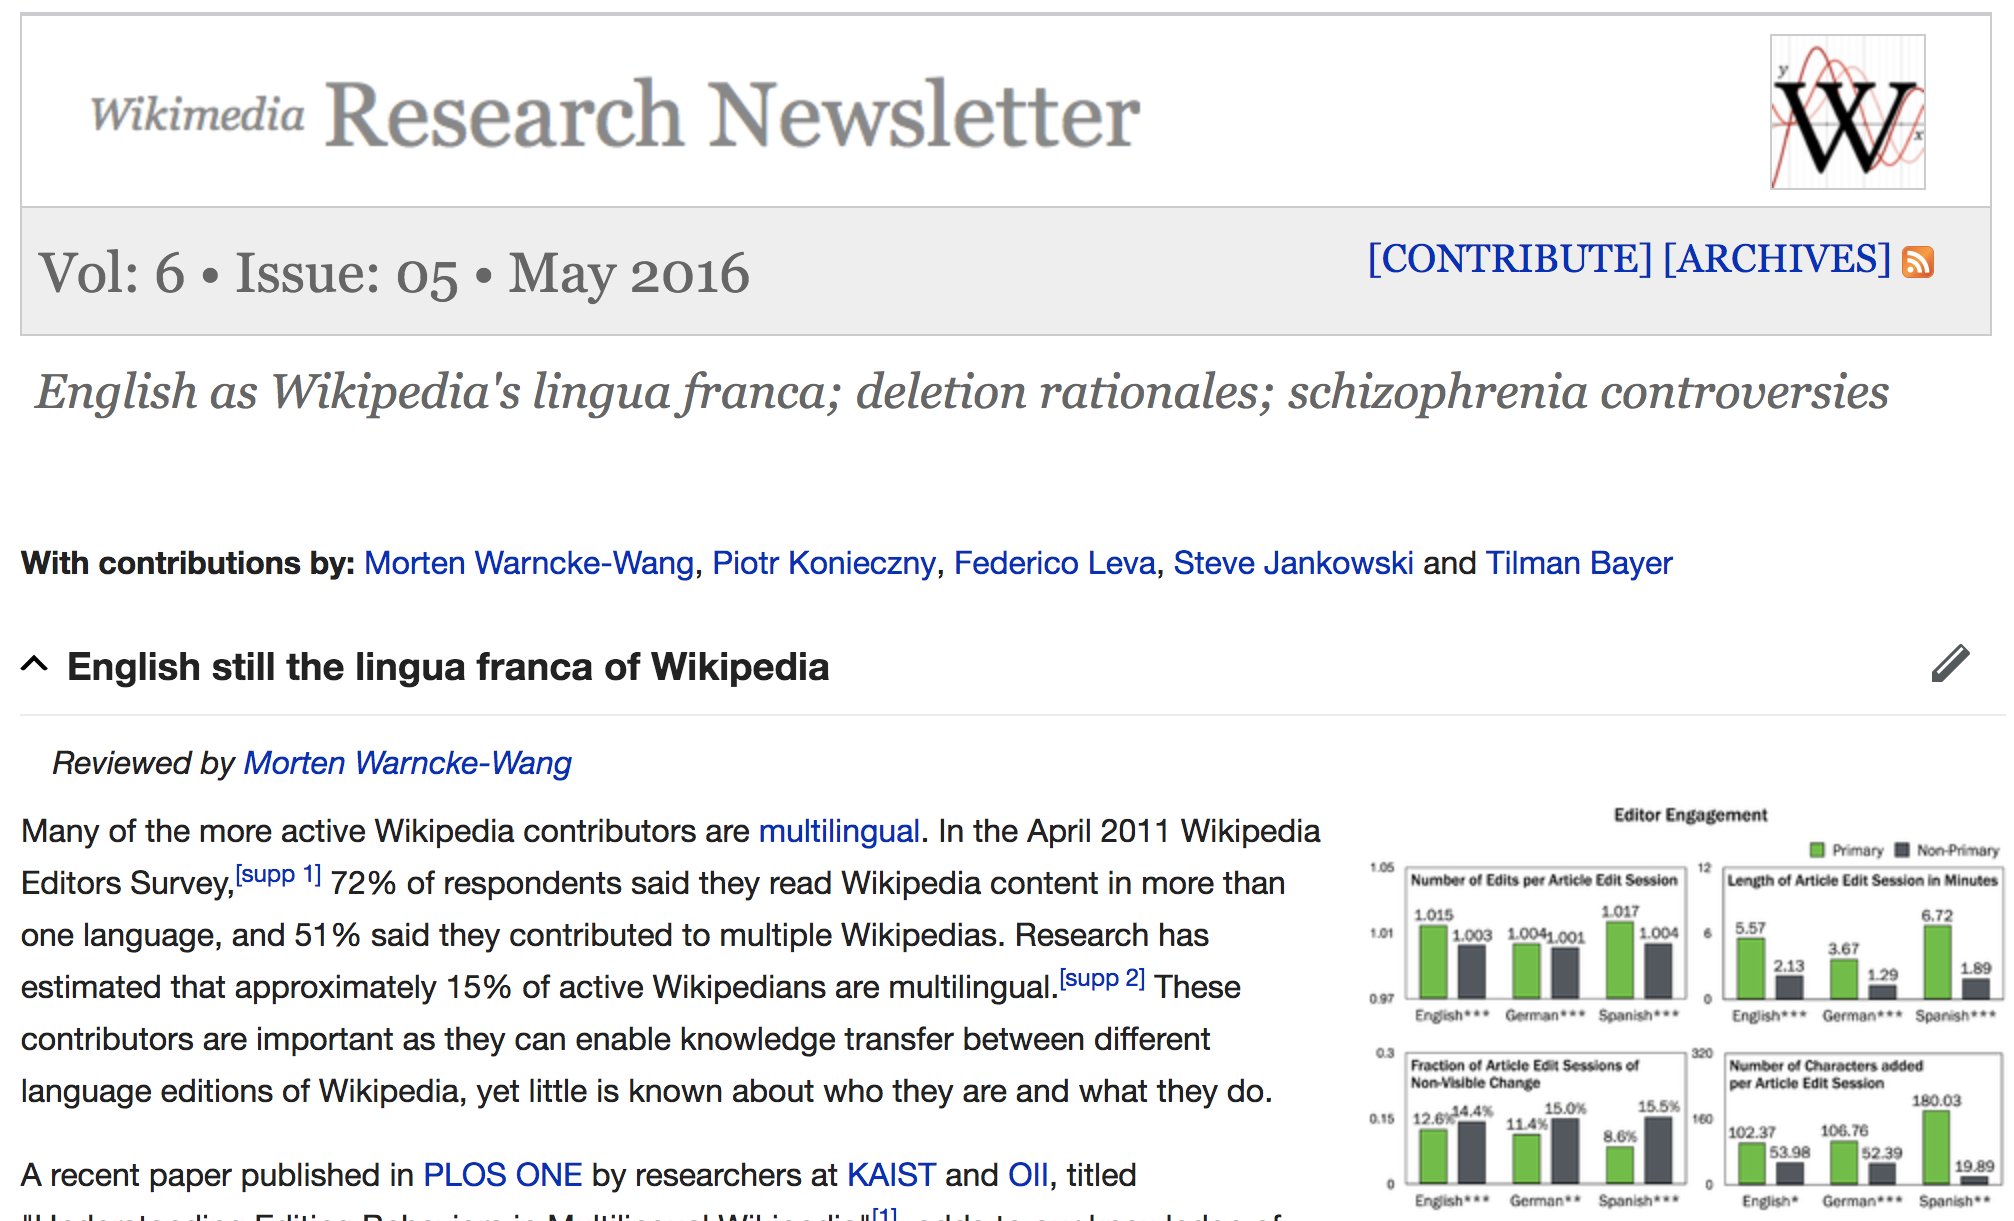 Wikimedia Research Newsletter
y
W
x
Vol: 6 • Issue: 05 • May 2016
[CONTRIBUTE] [ARCHIVES]
English as Wikipedia's lingua franca; deletion rationales; schizophrenia controversies
With contributions by: Morten Warncke-Wang, Piotr Konieczny, Federico Leva, Steve Jankowski and Tilman Bayer
English still the lingua franca of Wikipedia
Reviewed by Morten Warncke-Wang
Many of the more active Wikipedia contributors are multilingual. In the April 2011 Wikipedia
Editors Survey,[supp 1] 72% of respondents said they read Wikipedia content in more than
one language, and 51% said they contributed to multiple Wikipedias. Research has
estimated that approximately 15% of active Wikipedians are multilingual.[supp 2] These
contributors are important as they can enable knowledge transfer between different
language editions of Wikipedia, yet little is known about who they are and what they do.
A recent paper published in PLOS ONE by researchers at KAIST and OII, titled
"Understanding Editing Behaviors in Multilingual Wikipedia"[1], adds to our knowledge of
Editor Engagement
Primary Non-Primary
Number of Edits per Article Edit Session
1.05
1.01
0.97
1.015 1.003 1.004 1.001 1.017 1.004
English*** German*** Spanish***
Length of Article Edit Session in Minutes
12
6
0
5.57 2.13 3.67 1.29 6.72 1.89
English*** German*** Spanish***
Fraction of Article Edit Sessions of
Non-Visible Change
0.3
0.15
0
12.6% 14.4% 11.4% 15.0% 8.6% 15.5%
English*** German** Spanish***
Number of Characters added
per Article Edit Session
320
160
0
102.37 53.98 106.76 52.39 180.03 19.89
English* German*** Spanish**